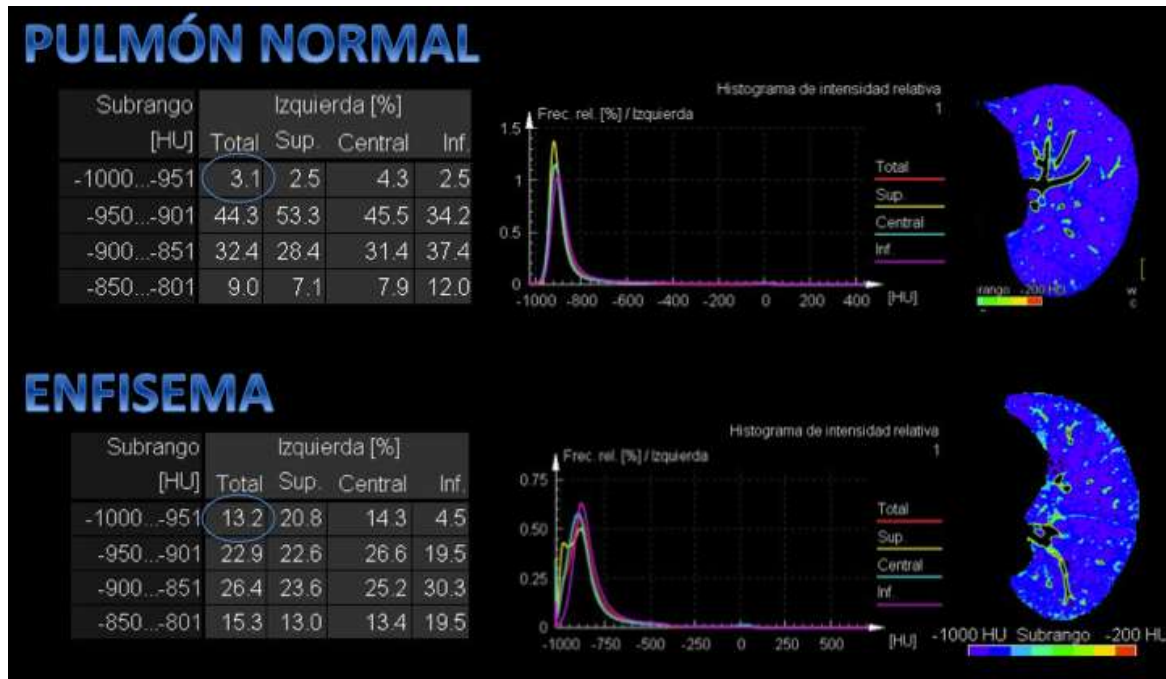 PULMÓN NORMAL
Subrango Izquierda [%]
[HU] Total Sup. Central Inf.
-1000...-951 3.1 2.5 4.3 2.5
-950...-901 44.3 53.3 45.5 34.2
-900...-851 32.4 28.4 31.4 37.4
-850...-801 9.0 7.1 7.9 12.0
Histograma de intensidad relativa
1
Frec. rel. [%] / Izquierda
1.5
1
0.5
0
-1000 -800 -600 -400 -200 0 200 400 [HU]
Total
Sup.
Central
Inf.
rango -200 HU
W
C
ENFISEMA
Subrango Izquierda [%]
[HU] Total Sup. Central Inf.
-1000...-951 13.2 20.8 14.3 4.5
-950...-901 22.9 22.6 26.6 19.5
-900...-851 26.4 23.6 25.2 30.3
-850...-801 15.3 13.0 13.4 19.5
Histograma de intensidad relativa
1
Frec. rel. [%] / Izquierda
0.75
0.50
0.25
0
-1000 -750 -500 -250 0 250 500 [HU]
Total
Sup.
Central
Inf.
-1000 HU Subrango -200 HU